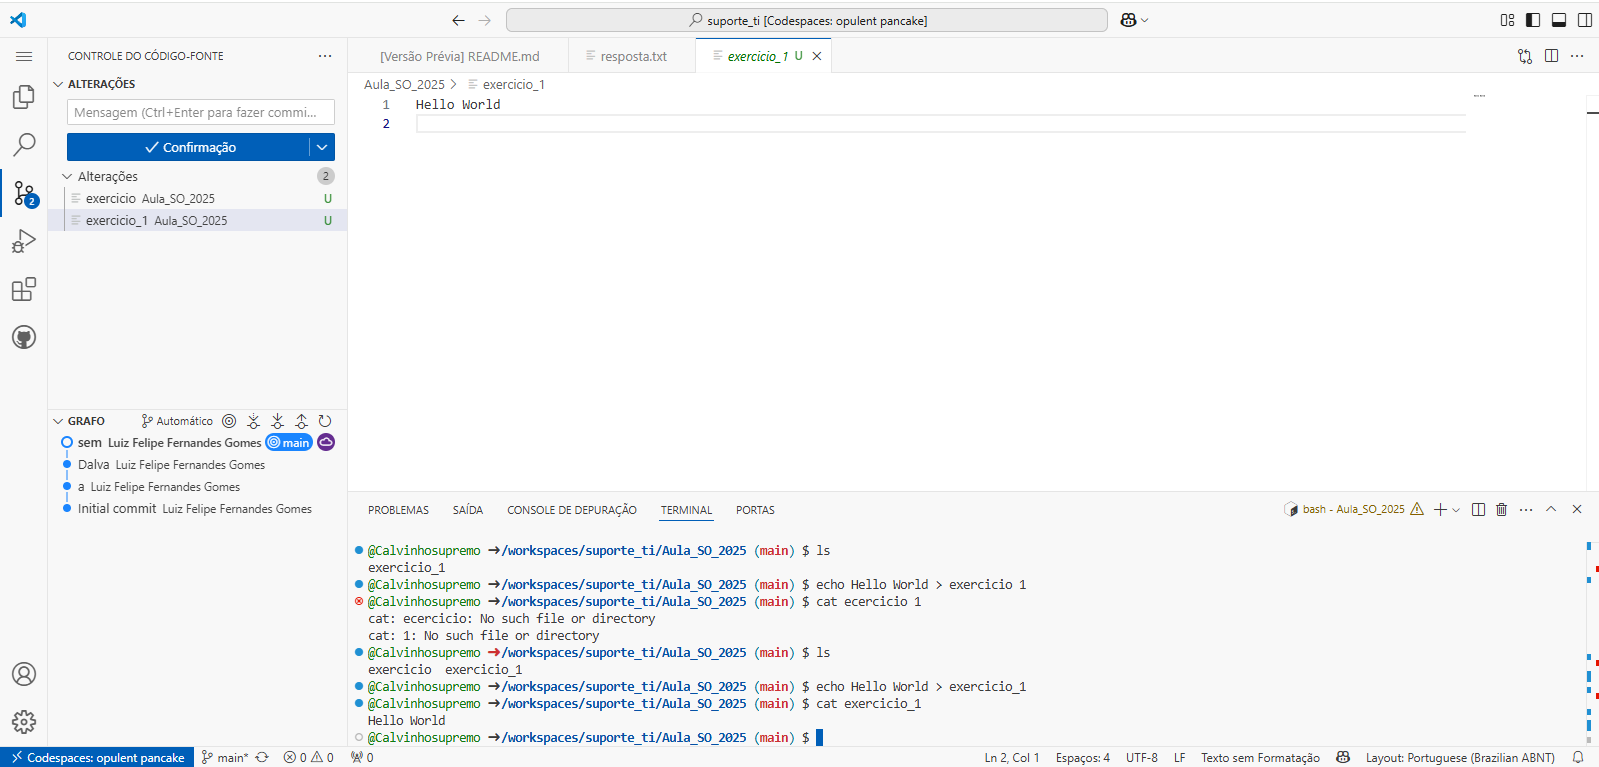 suporte_ti [Codespaces: opulent pancake]
CONTROLE DO CÓDIGO-FONTE
ALTERAÇÕES
Mensagem (Ctrl+Enter para fazer commi...
Confirmação
Alterações 2
exercicio Aula_SO_2025 U
exercicio_1 Aula_SO_2025 U
2
GRAFO Automático
sem Luiz Felipe Fernandes Gomes main
Dalva Luiz Felipe Fernandes Gomes
a Luiz Felipe Fernandes Gomes
Initial commit Luiz Felipe Fernandes Gomes
[Versão Prévia] README.md resposta.txt exercicio_1 U
Aula_SO_2025 > exercicio_1
1 Hello World
2
PROBLEMAS SAÍDA CONSOLE DE DEPURAÇÃO TERMINAL PORTAS bash - Aula_SO_2025
@Calvinhosupremo →/workspaces/suporte_ti/Aula_SO_2025 (main) $ ls
exercicio_1
@Calvinhosupremo →/workspaces/suporte_ti/Aula_SO_2025 (main) $ echo Hello World > exercicio 1
@Calvinhosupremo →/workspaces/suporte_ti/Aula_SO_2025 (main) $ cat ecercicio 1
cat: ecercicio: No such file or directory
cat: 1: No such file or directory
@Calvinhosupremo →/workspaces/suporte_ti/Aula_SO_2025 (main) $ ls
exercicio exercicio_1
@Calvinhosupremo →/workspaces/suporte_ti/Aula_SO_2025 (main) $ echo Hello World > exercicio_1
@Calvinhosupremo →/workspaces/suporte_ti/Aula_SO_2025 (main) $ cat exercicio_1
Hello World
@Calvinhosupremo →/workspaces/suporte_ti/Aula_SO_2025 (main) $
Codespaces: opulent pancake main* 0 0 0 Ln 2, Col 1 Espaços: 4 UTF-8 LF Texto sem Formatação Layout: Portuguese (Brazilian ABNT)